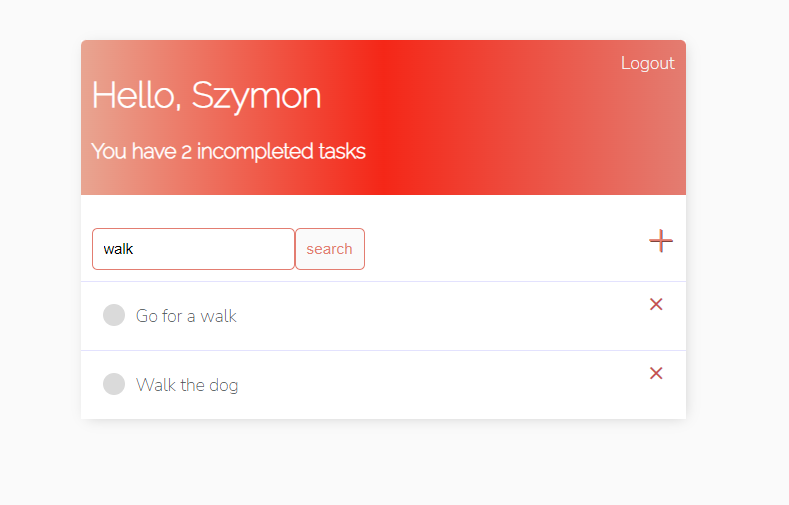 Logout
Hello, Szymon
You have 2 incompleted tasks
walk search
Go for a walk
Walk the dog